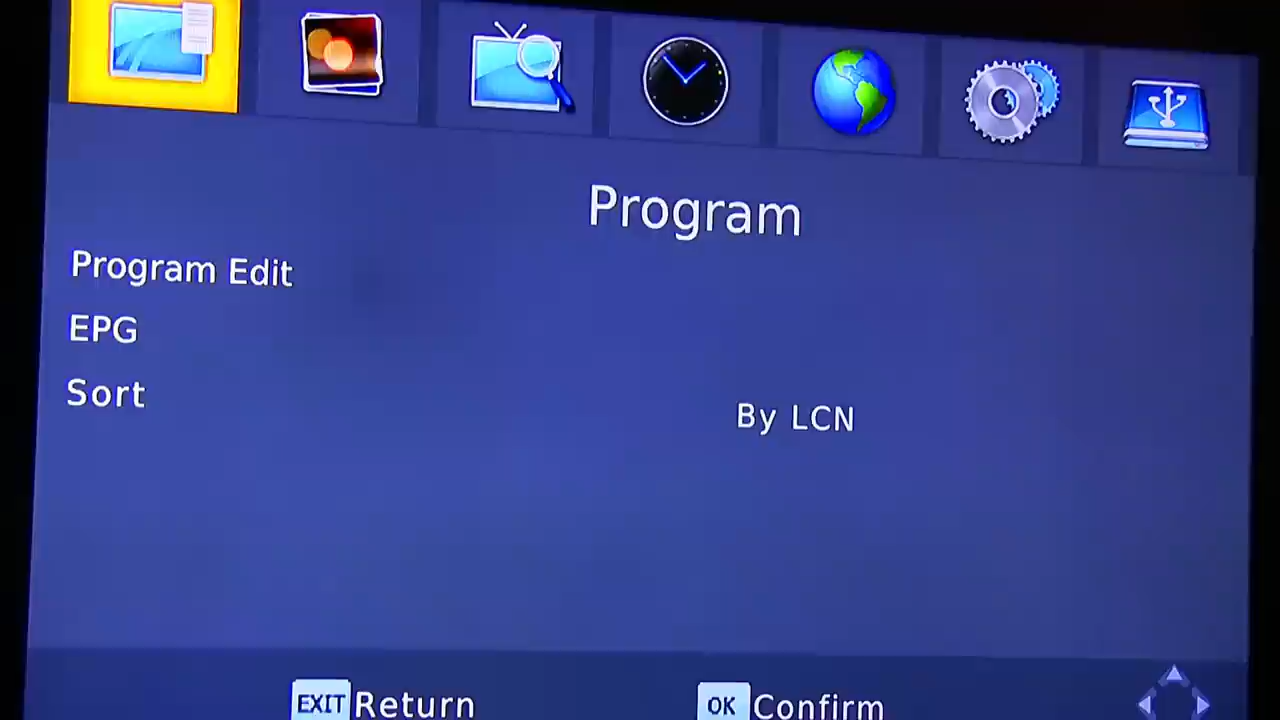 Program
Program Edit
EPG
Sort
By LCN
EXIT Return
OK Confirm